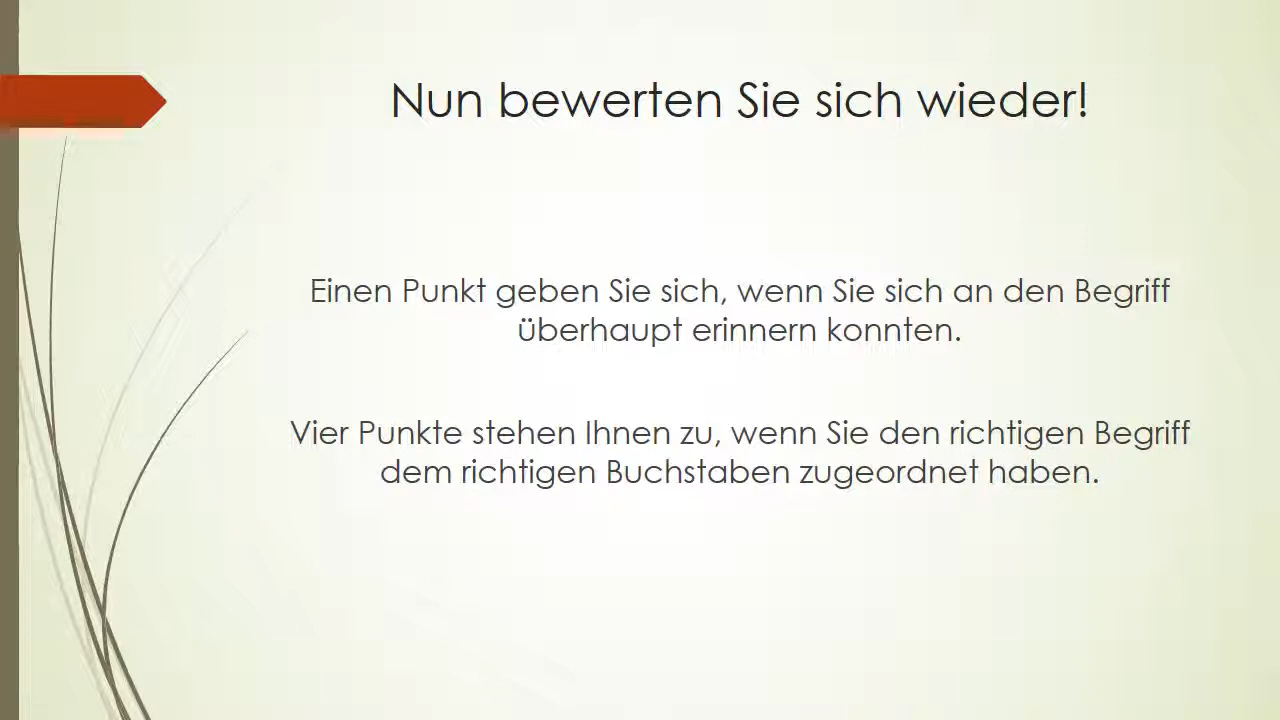 Nun bewerten Sie sich wieder!
Einen Punkt geben Sie sich, wenn Sie sich an den Begriff
überhaupt erinnern konnten.
Vier Punkte stehen Ihnen zu, wenn Sie den richtigen Begriff
dem richtigen Buchstaben zugeordnet haben.